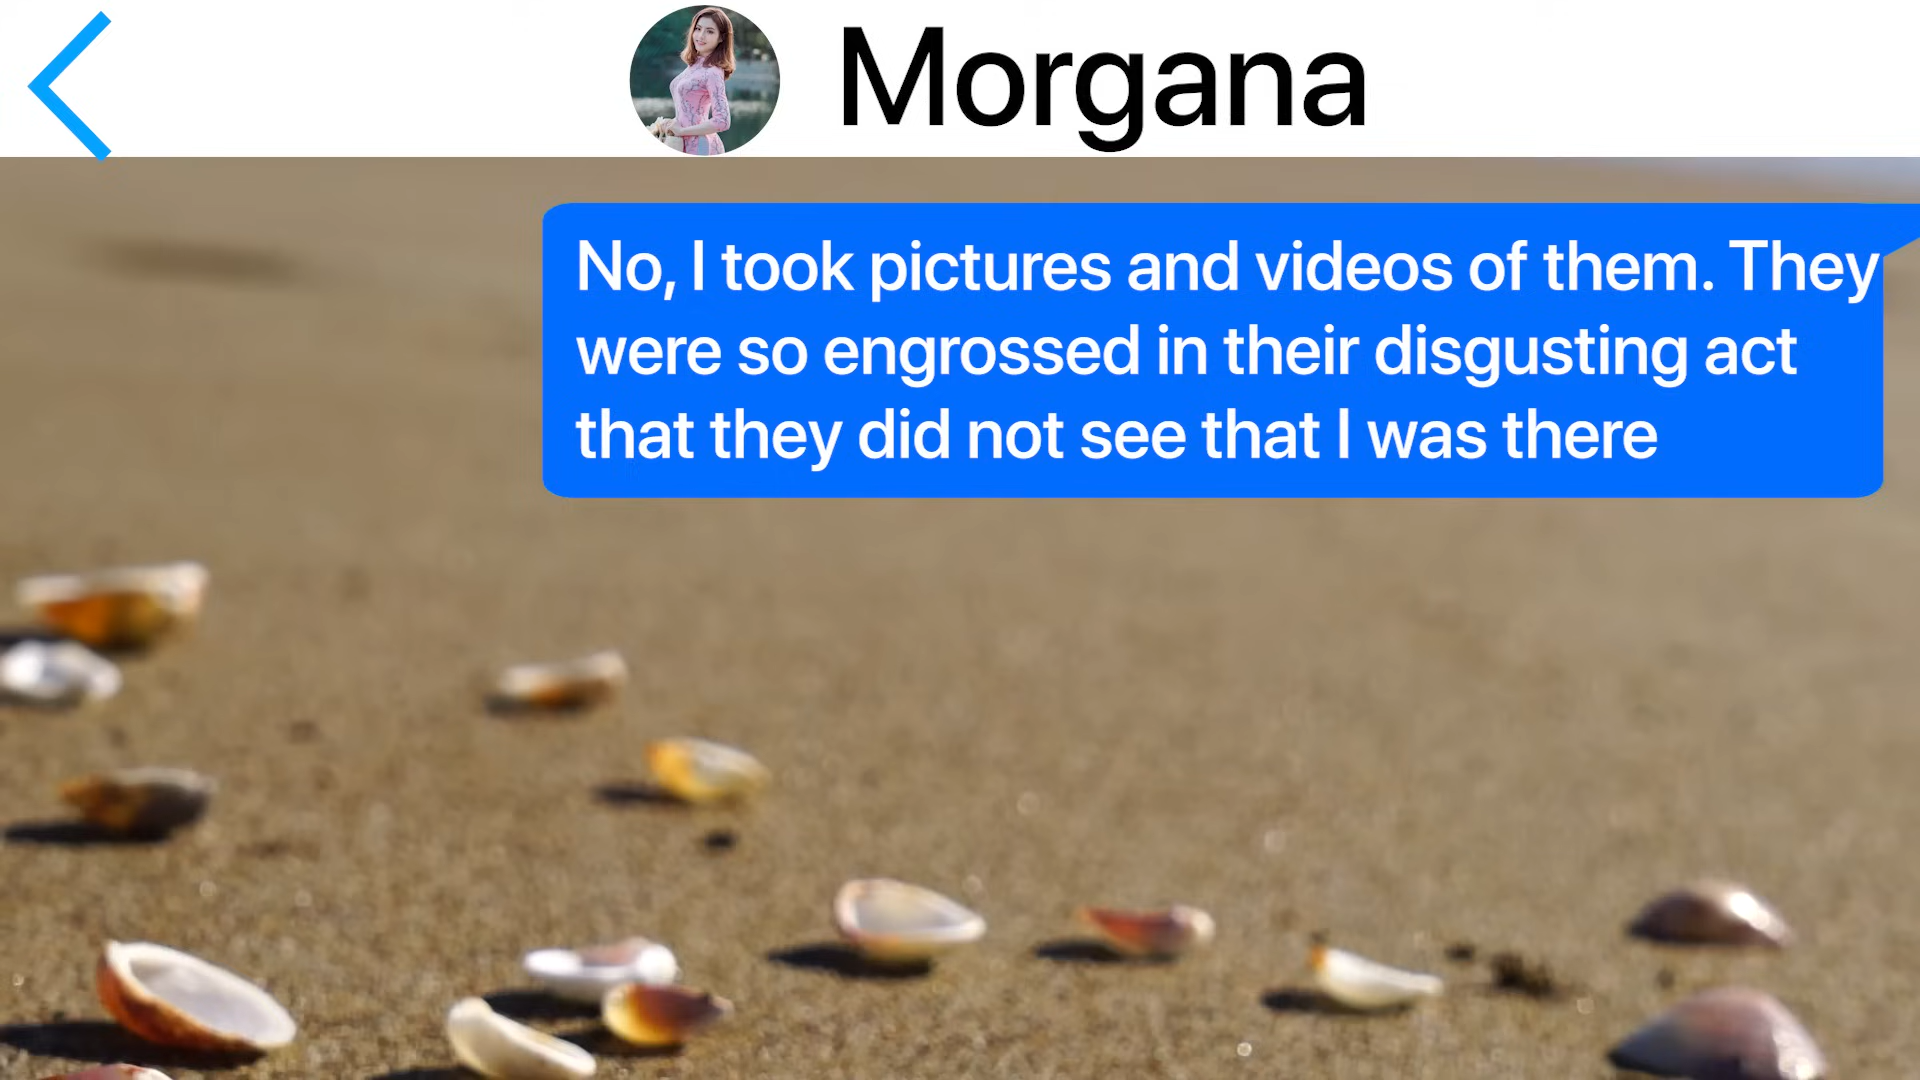 Morgana
No, I took pictures and videos of them. They
were so engrossed in their disgusting act
that they did not see that I was there